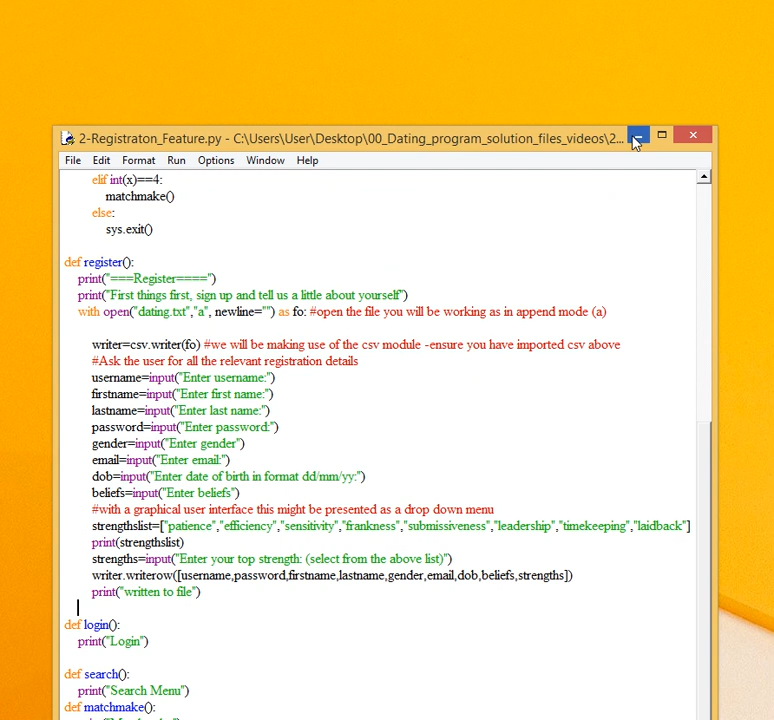 2-Registraton_Feature.py - C:\Users\User\Desktop\00_Dating_program_solution_files_videos\2...
File Edit Format Run Options Window Help
elif int(x)==4:
matchmake()
else:
sys.exit()
def register():
print("===Register====")
print("First things first, sign up and tell us a little about yourself")
with open("dating.txt","a", newline="") as fo: #open the file you will be working as in append mode (a)
writer=csv.writer(fo) #we will be making use of the csv module -ensure you have imported csv above
#Ask the user for all the relevant registration details
username=input("Enter username:")
firstname=input("Enter first name:")
lastname=input("Enter last name:")
password=input("Enter password:")
gender=input("Enter gender")
email=input("Enter email:")
dob=input("Enter date of birth in format dd/mm/yy:")
beliefs=input("Enter beliefs")
#with a graphical user interface this might be presented as a drop down menu
strengthslist=["patience","efficiency","sensitivity","frankness","submissiveness","leadership","timekeeping","laidback"]
print(strengthslist)
strengths=input("Enter your top strength: (select from the above list)")
writer.writerow([username,password,firstname,lastname,gender,email,dob,beliefs,strengths])
print("written to file")
def login():
print("Login")
def search():
print("Search Menu")
def matchmake():